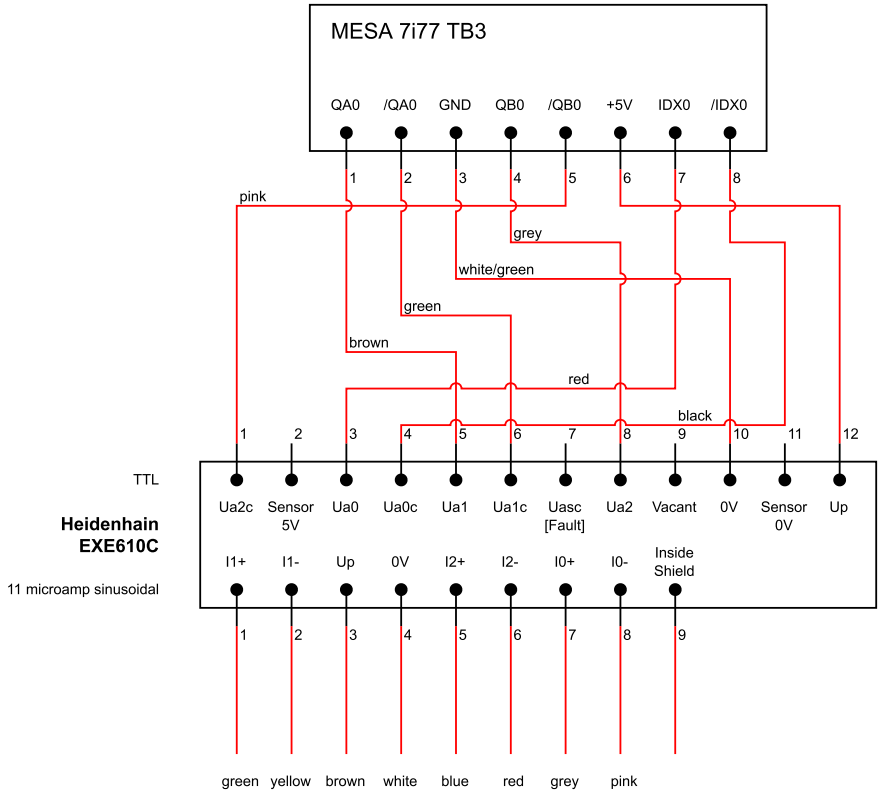 MESA 7i77 TB3
QA0 /QA0 GND QB0 /QB0 +5V IDX0 /IDX0
1 2 3 4 5 6 7 8
pink
grey
white/green
green
brown
red
black
1 2 3 4 5 6 7 8 9 10 11 12
TTL
Ua2c Sensor Ua0 Ua0c Ua1 Ua1c Uasc Ua2 Vacant 0V Sensor Up
5V [Fault] 0V
Heidenhain
EXE610C
Inside
I1+ I1- Up 0V I2+ I2- I0+ I0- Shield
11 microamp sinusoidal
1 2 3 4 5 6 7 8 9
green yellow brown white blue red grey pink